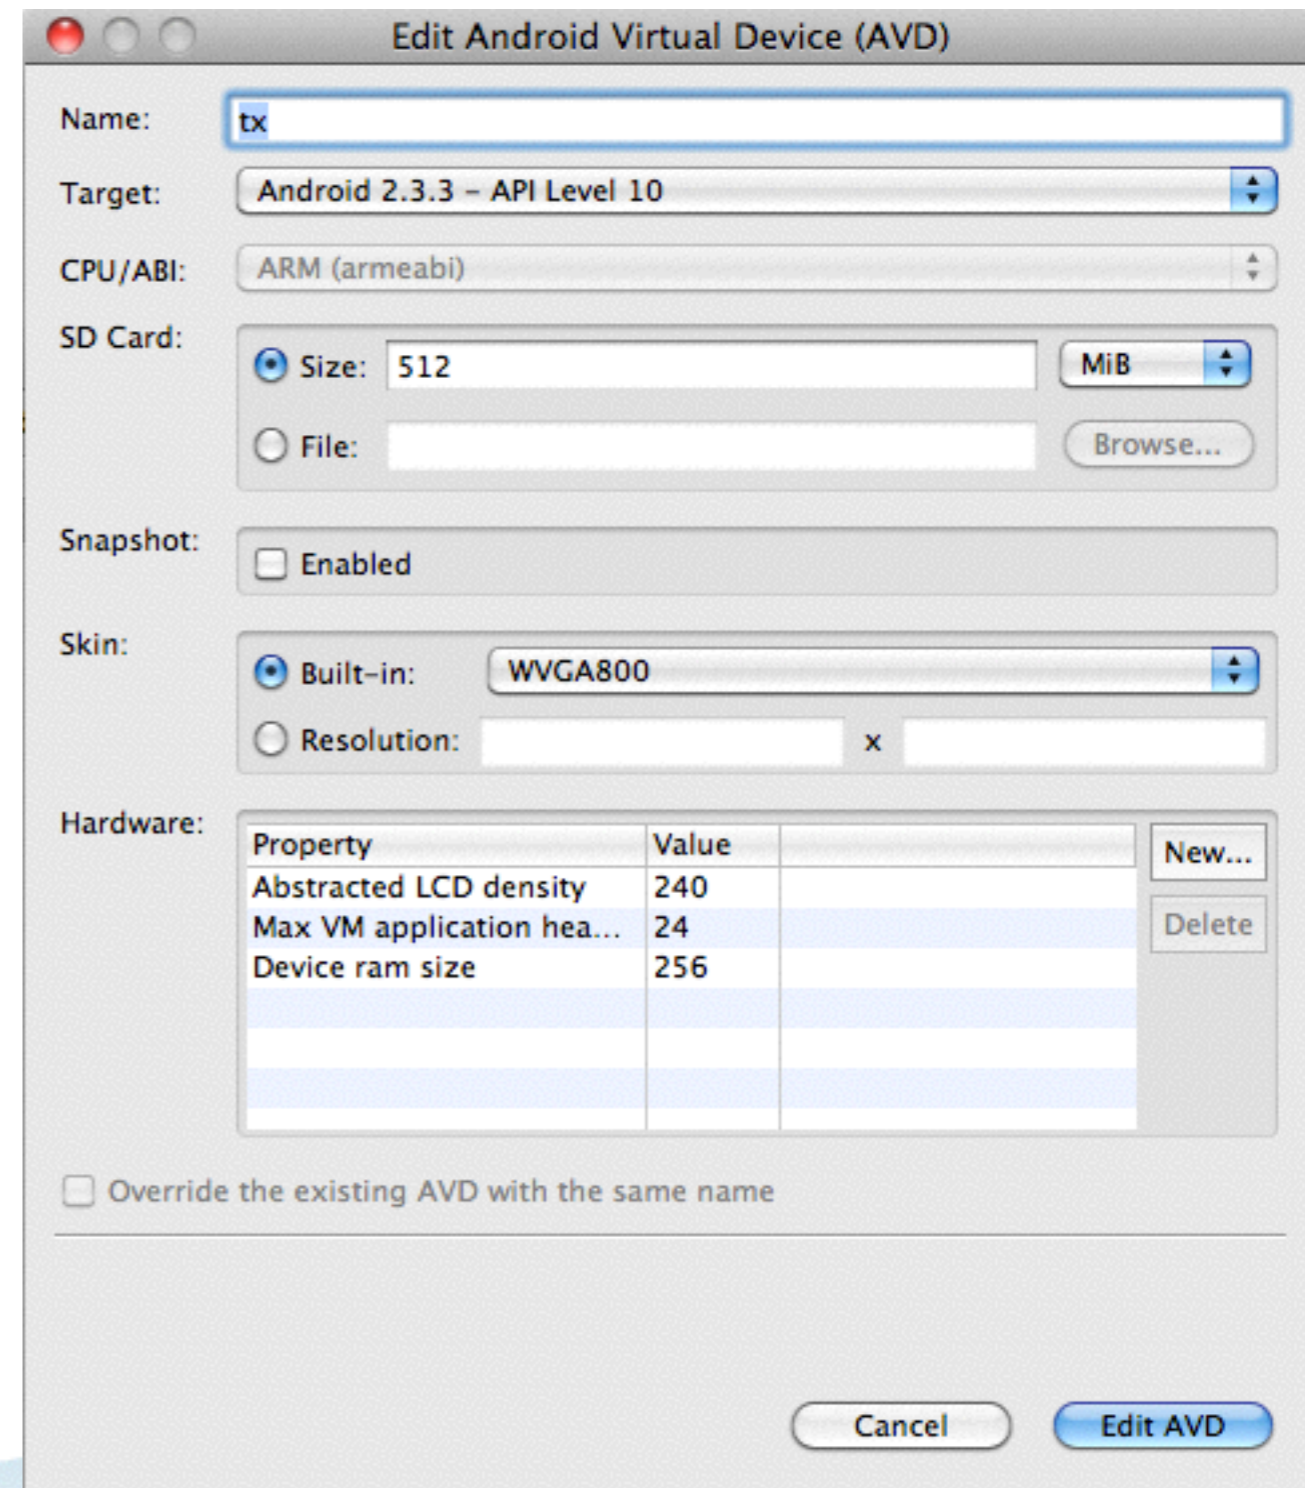 Edit Android Virtual Device (AVD)
Name: tx
Target: Android 2.3.3 – API Level 10
CPU/ABI: ARM (armeabi)
SD Card:
Size: 512 MiB
File: Browse...
Snapshot:
Enabled
Skin:
Built-in: WVGA800
Resolution: x
Hardware:
Property Value New...
Abstracted LCD density 240
Max VM application hea... 24 Delete
Device ram size 256
Override the existing AVD with the same name
Cancel Edit AVD